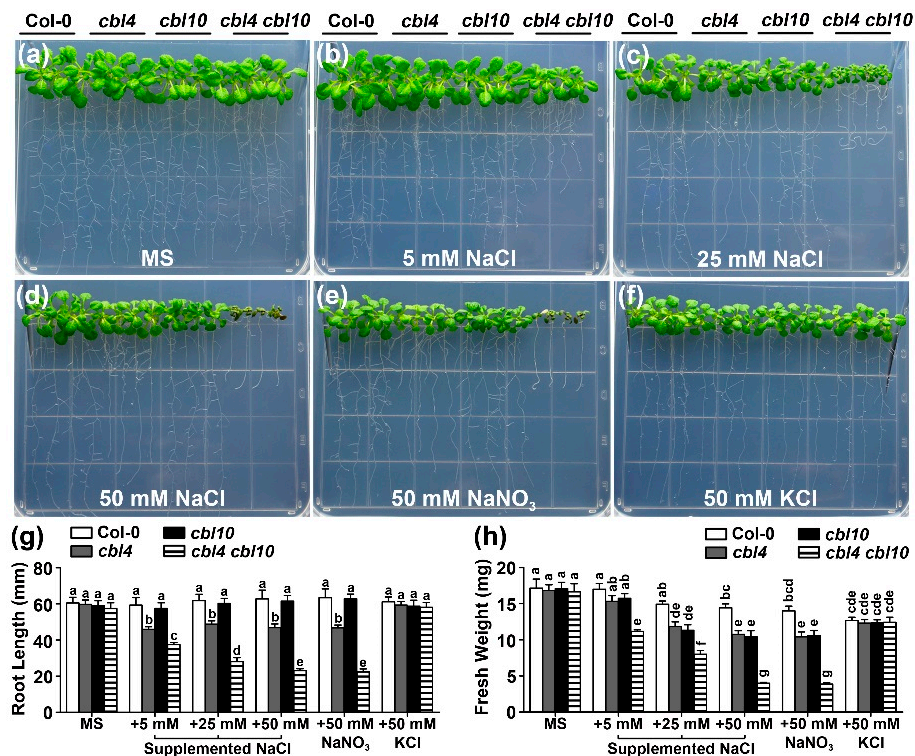 Col-0 cbl4 cbl10 cbl4 cbl10 Col-0 cbl4 cbl10 cbl4 cbl10 Col-0 cbl4 cbl10 cbl4 cbl10
(a) (b) (c)
MS 5 mM NaCl 25 mM NaCl
(d) (e) (f)
50 mM NaCl 50 mM NaNO₃ 50 mM KCl
(g)
Col-0 cbl10
cbl4 cbl4 cbl10
Root Length (mm)
80
60
40
20
0
a a a a a b a c a b a d a b a e a b a e a a a a
MS +5 mM +25 mM +50 mM +50 mM +50 mM
Supplemented NaCl NaNO₃ KCl
(h)
Col-0 cbl10
cbl4 cbl4 cbl10
Fresh Weight (mg)
20
15
10
5
0
a a a a a ab ab e ab de de f bc e e g bcd e e g cde cde cde cde
MS +5 mM +25 mM +50 mM +50 mM +50 mM
Supplemented NaCl NaNO₃ KCl